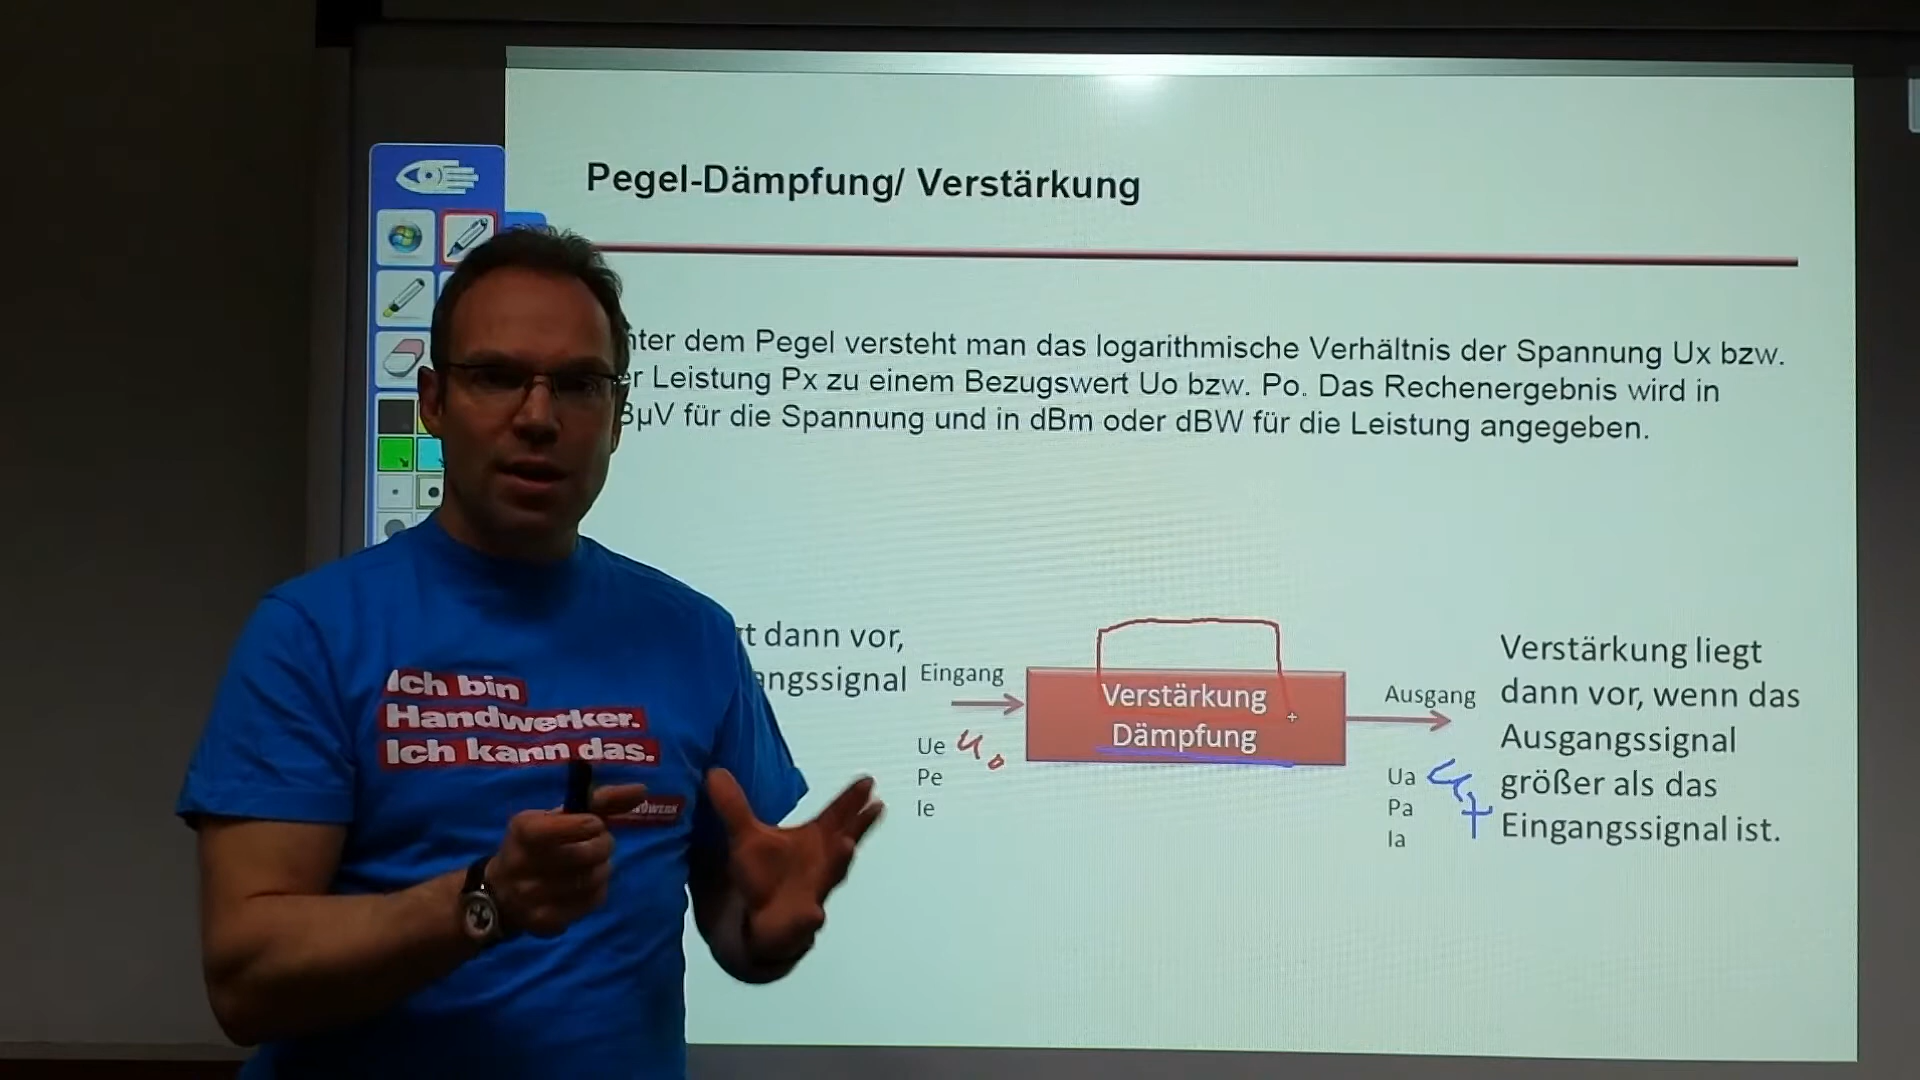 Pegel-Dämpfung/ Verstärkung
dem Pegel versteht man das logarithmische Verhältnis der Spannung Ux bzw.
Leistung Px zu einem Bezugswert Uo bzw. Po. Das Rechenergebnis wird in
für die Spannung und in dBm oder dBW für die Leistung angegeben.
dann vor,
Eingang
Ue
Pe
Ie
Verstärkung
Dämpfung
Ausgang
Ua
Pa
Ia
Verstärkung liegt
dann vor, wenn das
Ausgangssignal
größer als das
Eingangssignal ist.
Ich bin
Handwerker.
Ich kann das.